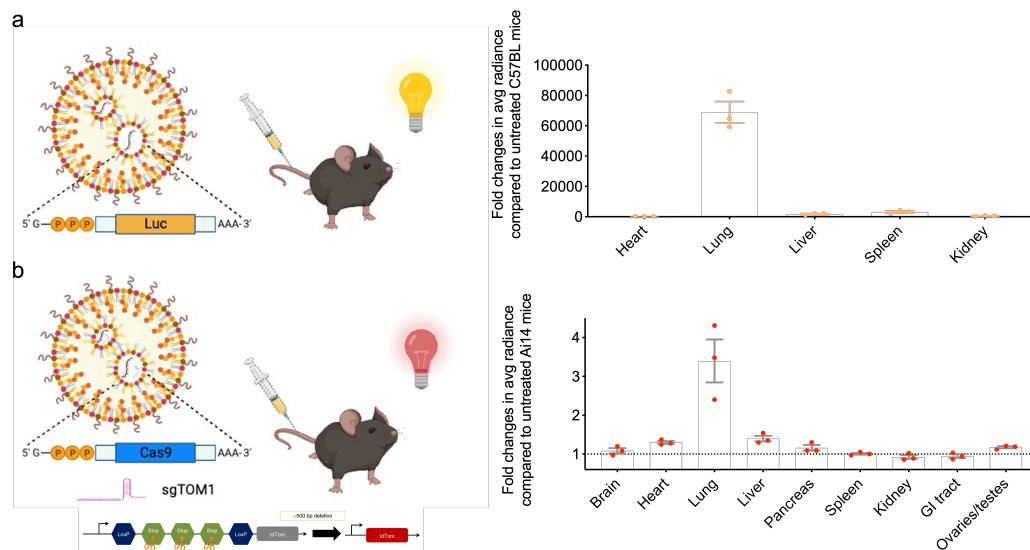 a
5' G
P P P
Luc
AAA- 3'
Fold changes in avg radiance
compared to untreated C57BL mice
100000
80000
60000
40000
20000
0
Heart
Lung
Liver
Spleen
Kidney
b
5' G
P P P
Cas9
AAA- 3'
sgTOM1
~500 bp deletion
LoxP
Stop
Stop
Stop
LoxP
tdTom
tdTom
Fold changes in avg radiance
compared to untreated Ai14 mice
4
3
2
1
Brain
Heart
Lung
Liver
Pancreas
Spleen
Kidney
GI tract
Ovaries/testes